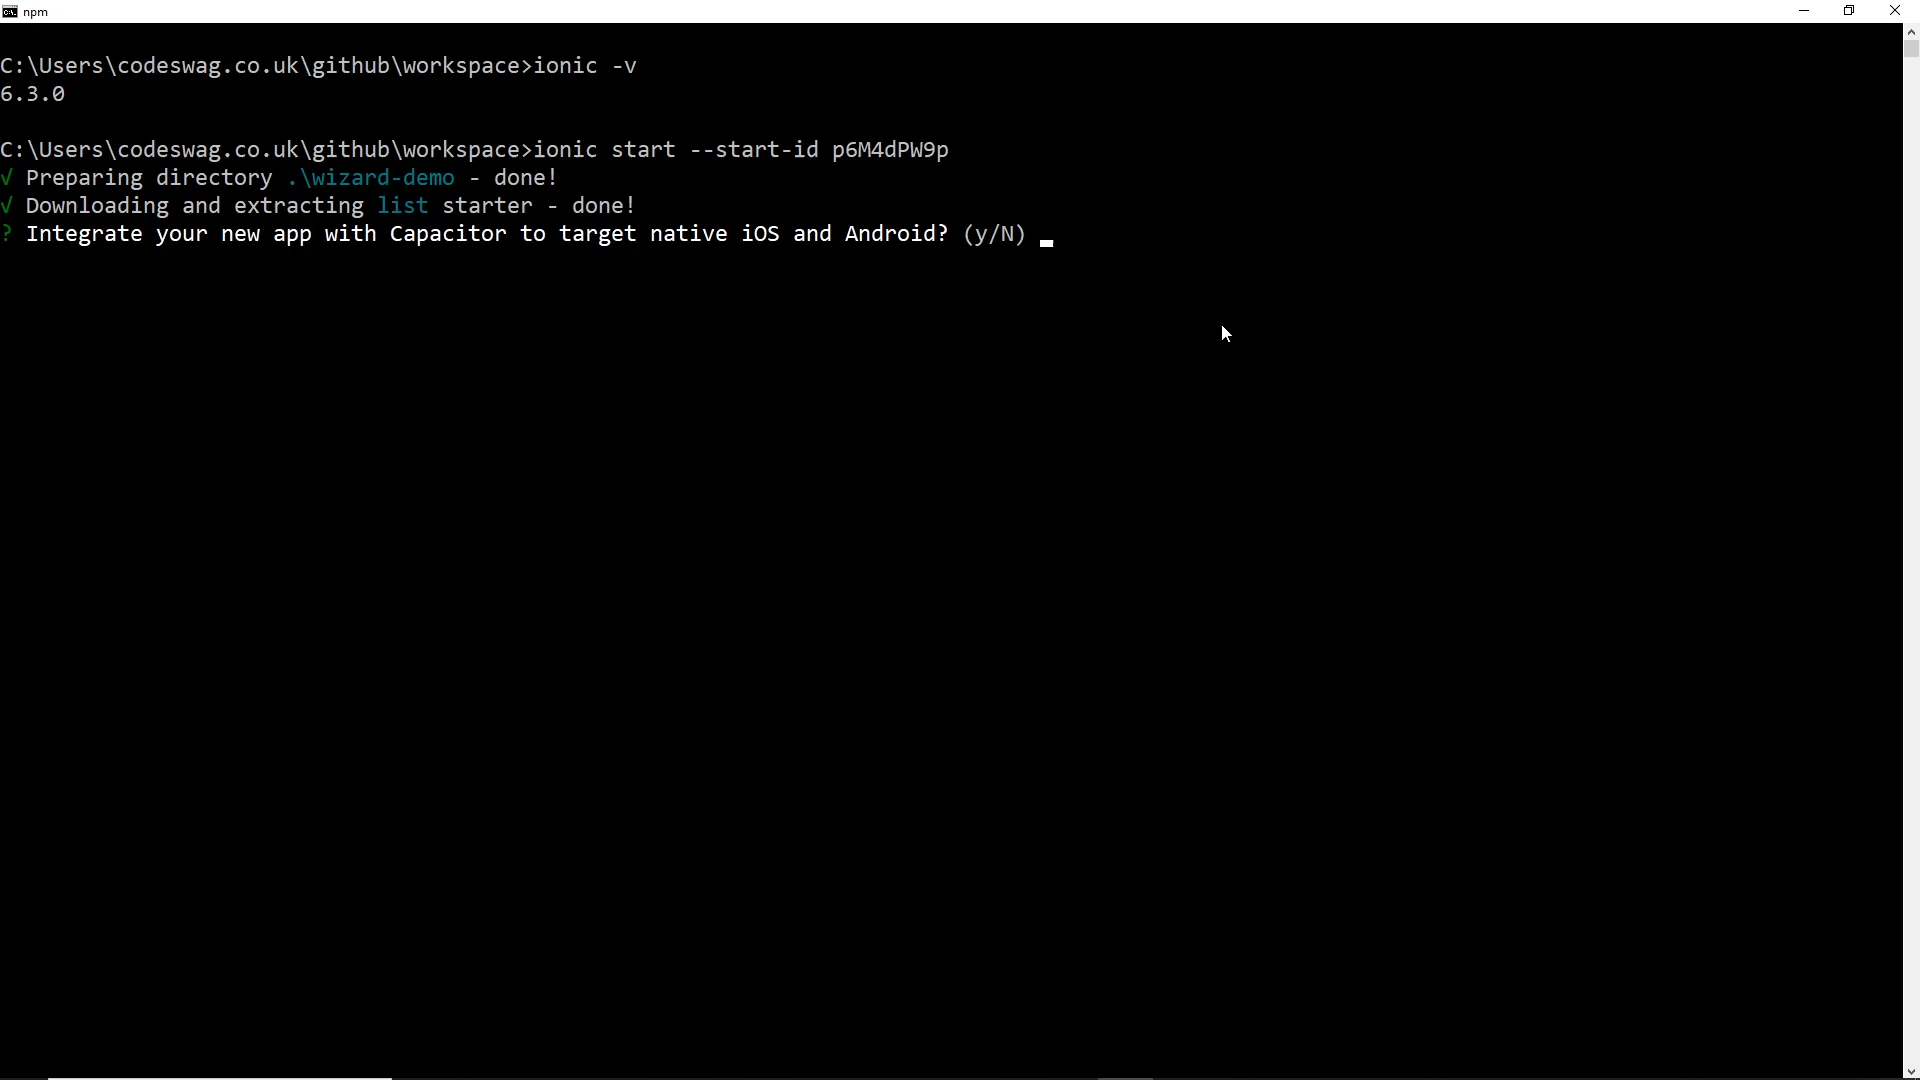 npm
C:\Users\codeswag.co.uk\github\workspace>ionic -v
6.3.0
C:\Users\codeswag.co.uk\github\workspace>ionic start --start-id p6M4dPW9p
√ Preparing directory .\wizard-demo - done!
√ Downloading and extracting list starter - done!
? Integrate your new app with Capacitor to target native iOS and Android? (y/N)